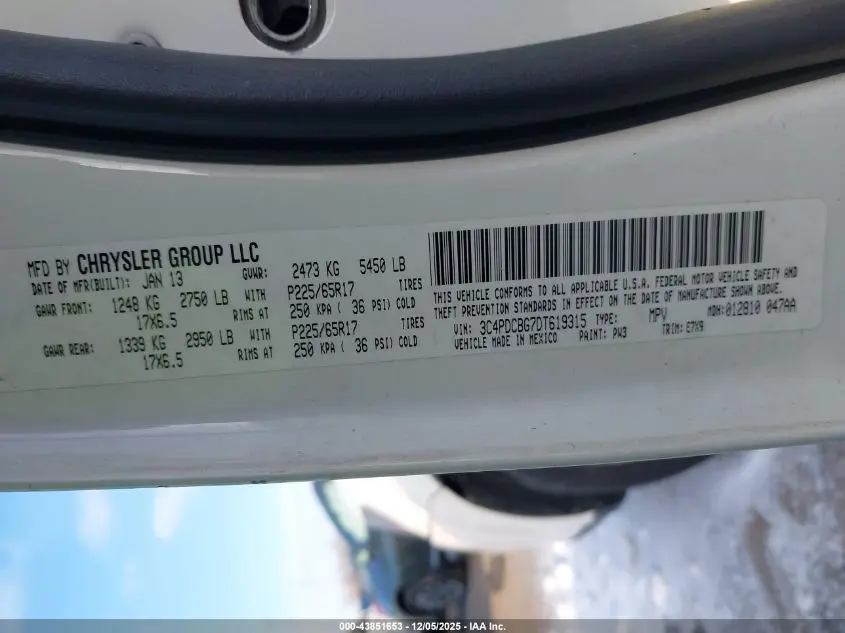 MFD BY CHRYSLER GROUP LLC
DATE OF MFR(BUILT): JAN 13 GVWR: 2473 KG 5450 LB
GAWR FRONT: 1248 KG 2750 LB WITH P225/65R17 TIRES
17X6.5 RIMS AT 250 KPA ( 36 PSI) COLD
GAWR REAR: 1339 KG 2950 LB WITH P225/65R17 TIRES
17X6.5 RIMS AT 250 KPA ( 36 PSI) COLD
THIS VEHICLE CONFORMS TO ALL APPLICABLE U.S.A. FEDERAL MOTOR VEHICLE SAFETY AND
THEFT PREVENTION STANDARDS IN EFFECT ON THE DATE OF MANUFACTURE SHOWN ABOVE.
VIN: 3C4PDCBG7DT619315 TYPE: MPV MDH: 012810 047AA
VEHICLE MADE IN MEXICO PAINT: PW3 TRIM: E7X9
000-43851653 - 12/05/2025 - IAA Inc.